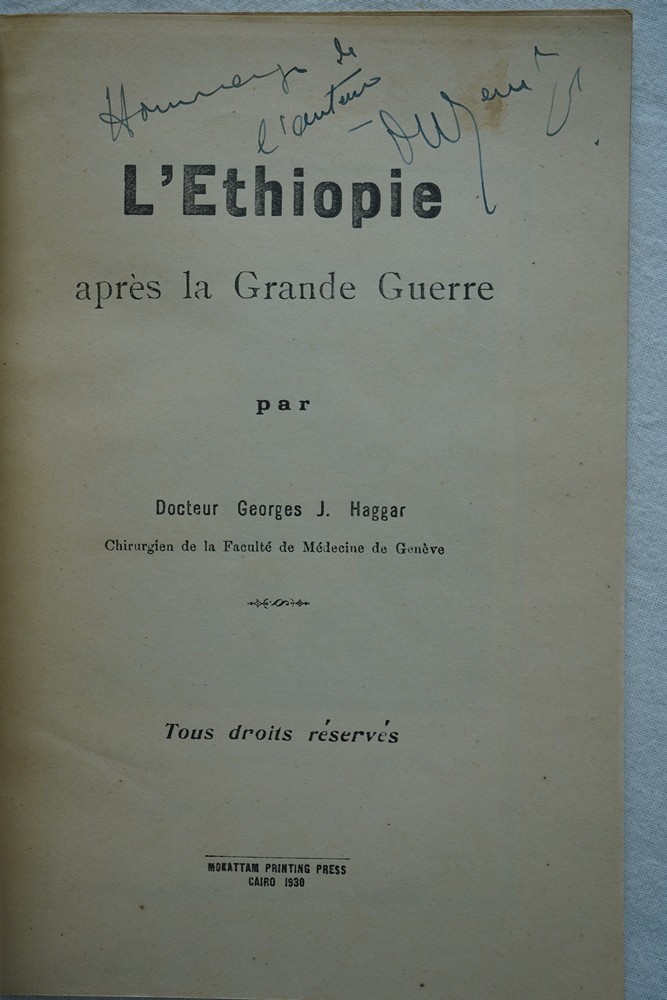 Hommage de
l'auteur
L'Ethiopie
après la Grande Guerre
par
Docteur Georges J. Haggar
Chirurgien de la Faculté de Médecine de Genève
Tous droits réservés
MOKATTAM PRINTING PRESS
CAIRO 1930